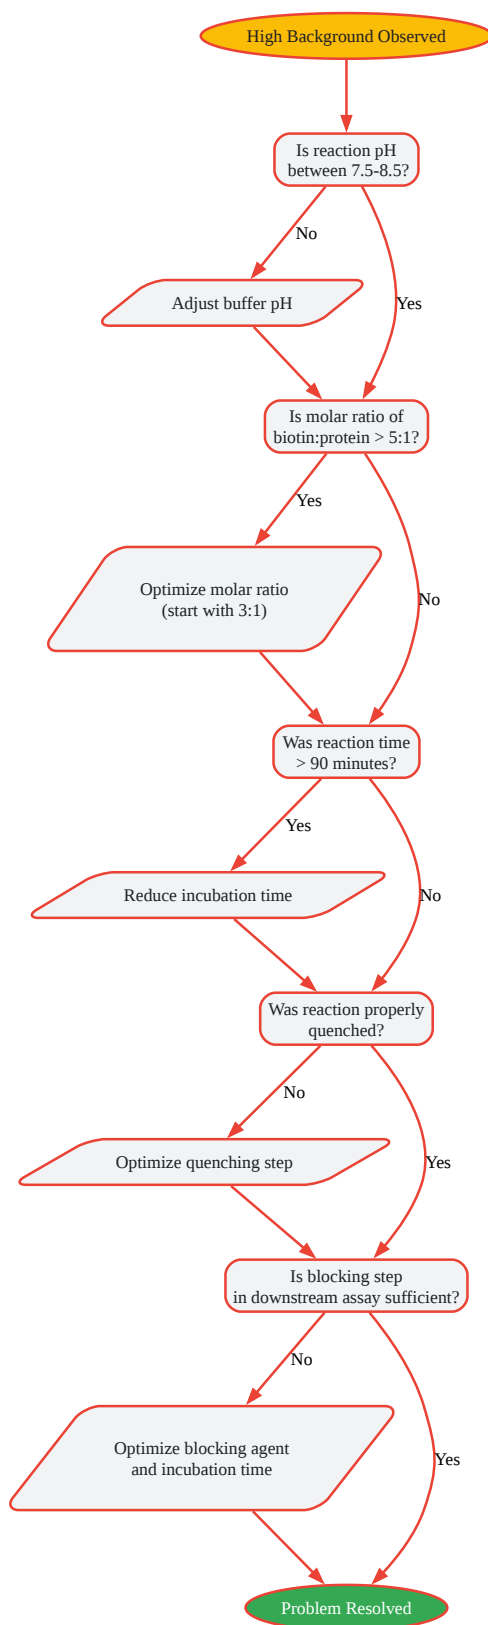 High Background Observed
Is reaction pH
between 7.5-8.5?
No
Yes
Adjust buffer pH
Is molar ratio of
biotin:protein > 5:1?
Yes
No
Optimize molar ratio
(start with 3:1)
Was reaction time
> 90 minutes?
Yes
No
Reduce incubation time
Was reaction properly
quenched?
No
Yes
Optimize quenching step
Is blocking step
in downstream assay sufficient?
No
Yes
Optimize blocking agent
and incubation time
Problem Resolved